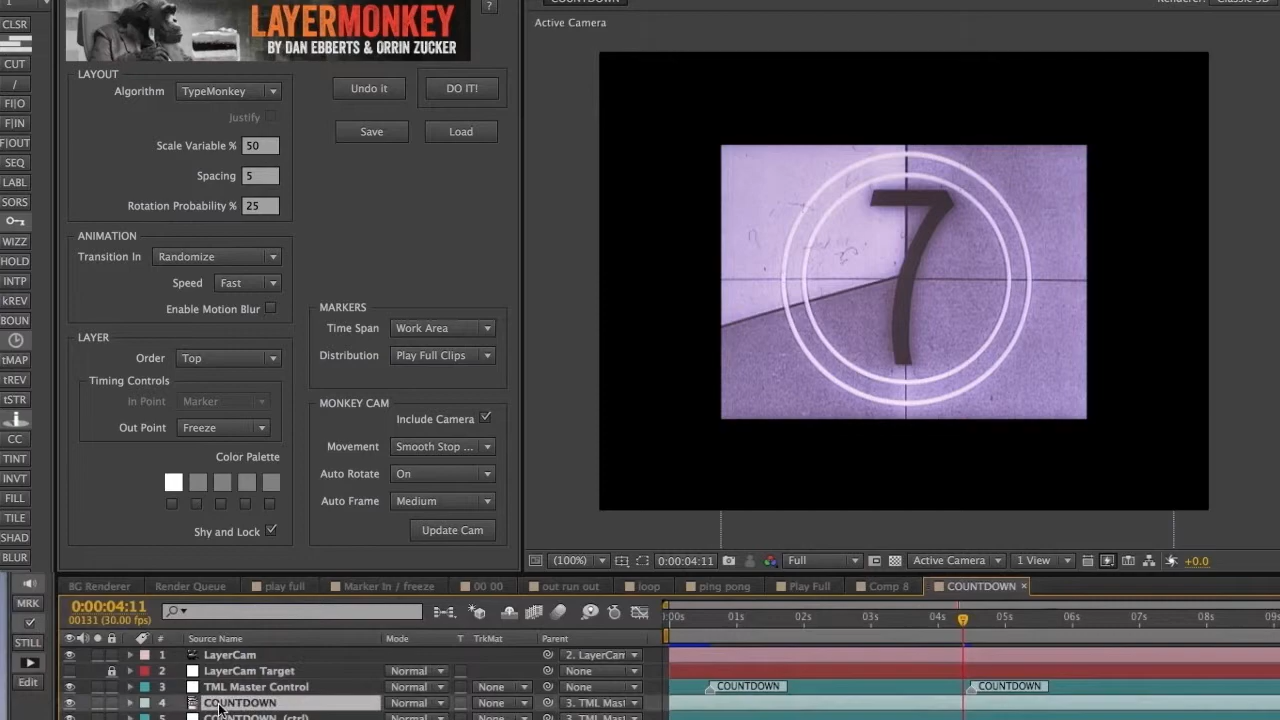 CLSR
CUT
/
FI|O
F|IN
F|OUT
SEQ
LABL
SORS
WIZZ
HOLD
INTP
kREV
BOUN
tMAP
tREV
tSTR
CC
TINT
INVT
FILL
TILE
SHAD
BLUR
MRK
STILL
Edit
LAYERMONKEY
BY DAN EBBERTS & ORRIN ZUCKER
?
LAYOUT
Algorithm TypeMonkey
Justify
Scale Variable % 50
Spacing 5
Rotation Probability % 25
Undo it DO IT!
Save Load
ANIMATION
Transition In Randomize
Speed Fast
Enable Motion Blur
LAYER
Order Top
Timing Controls
In Point Marker
Out Point Freeze
Color Palette
Shy and Lock
MARKERS
Time Span Work Area
Distribution Play Full Clips
MONKEY CAM
Include Camera
Movement Smooth Stop ...
Auto Rotate On
Auto Frame Medium
Update Cam
COUNTDOWN Renderer: Classic 3D
Active Camera
7
(100%) 0:00:04:11 Full Active Camera 1 View +0.0
BG Renderer Render Queue play full Marker In / freeze 00 00 out run out loop ping pong Play Full Comp 8 COUNTDOWN ×
0:00:04:11
00131 (30.00 fps)
:00s 01s 02s 03s 04s 05s 06s 07s 08s 09s
# Source Name Mode T TrkMat Parent
1 LayerCam 2. LayerCam
2 LayerCam Target Normal None
3 TML Master Control Normal None None COUNTDOWN COUNTDOWN
4 COUNTDOWN Normal None 3. TML Mast
5 COUNTDOWN (ctrl) Normal None 3. TML Mast